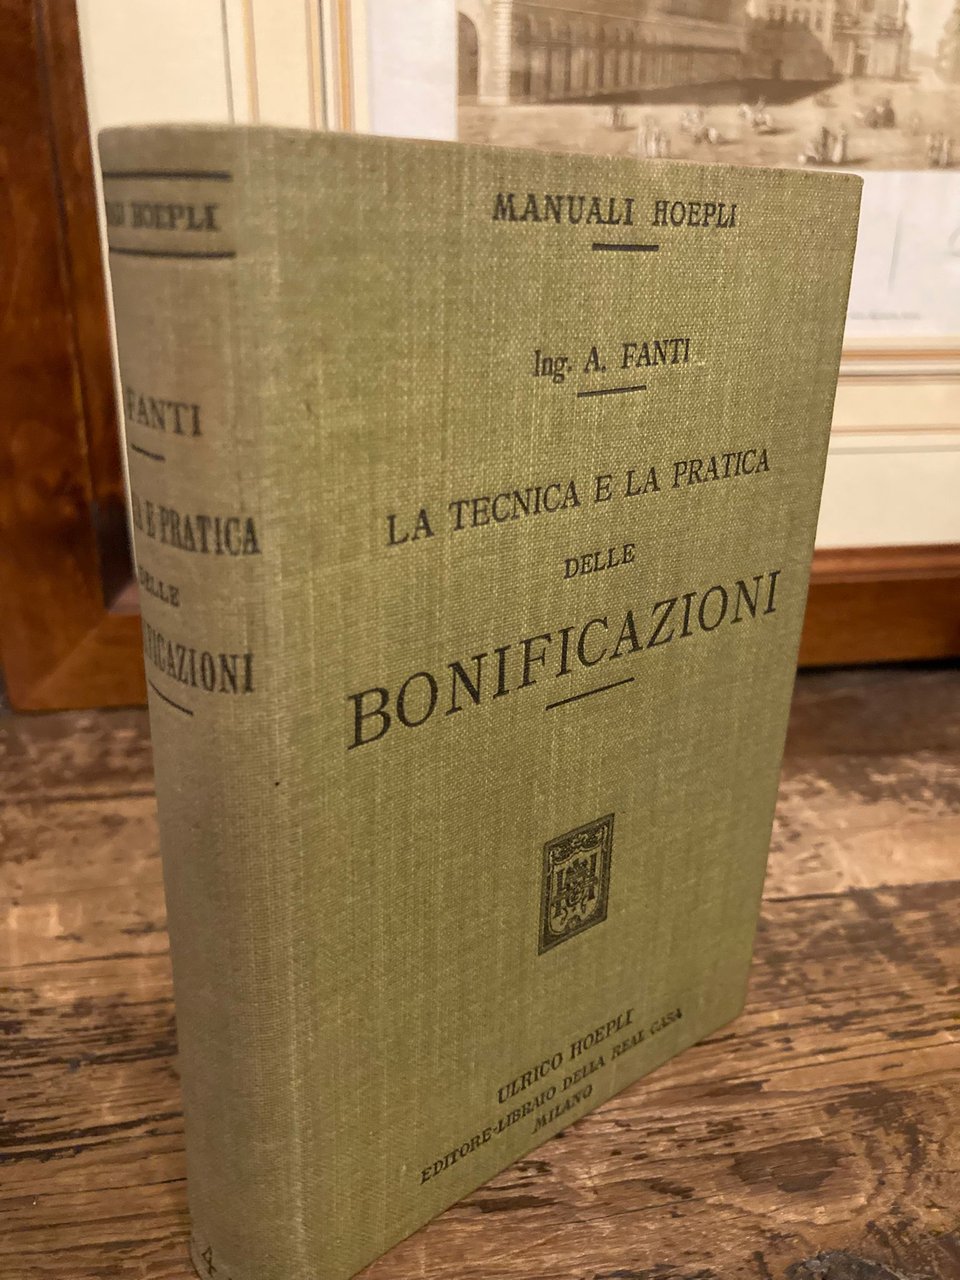 HOEPLI
FANTI
E PRATICA
DELLE
4
MANUALI HOEPLI
Ing. A. FANTI
LA TECNICA E LA PRATICA
DELLE
BONIFICAZIONI
ULRICO HOEPLI
EDITORE-LIBRAIO DELLA REAL CASA
MILANO